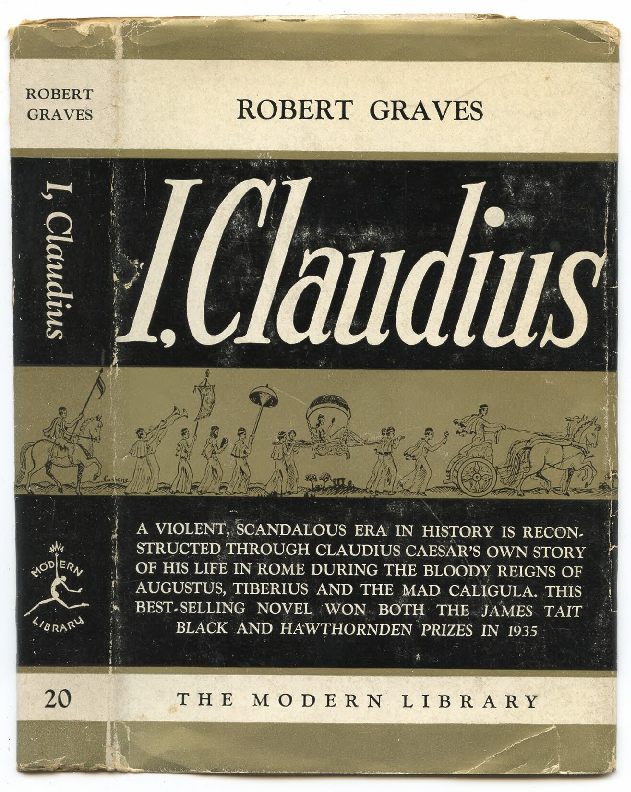 ROBERT
GRAVES
I, Claudius
MODERN
LIBRARY
20
ROBERT GRAVES
I, Claudius
A VIOLENT, SCANDALOUS ERA IN HISTORY IS RECON-
STRUCTED THROUGH CLAUDIUS CAESAR'S OWN STORY
OF HIS LIFE IN ROME DURING THE BLOODY REIGNS OF
AUGUSTUS, TIBERIUS AND THE MAD CALIGULA. THIS
BEST-SELLING NOVEL WON BOTH THE JAMES TAIT
BLACK AND HAWTHORNDEN PRIZES IN 1935
THE MODERN LIBRARY